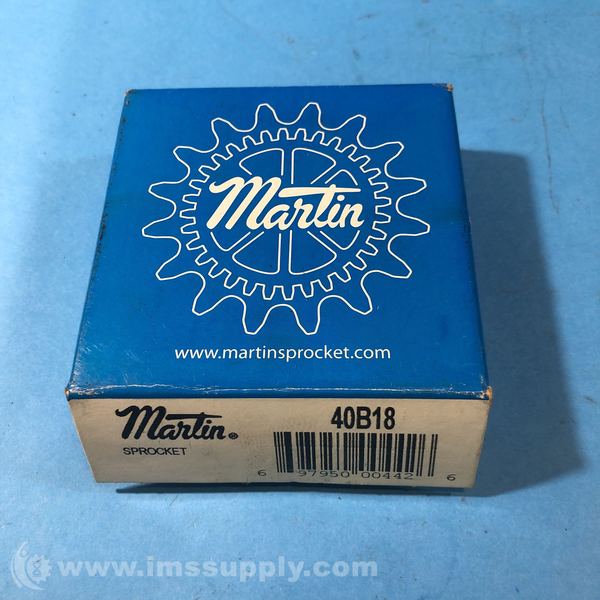 Martin
www.martinsprocket.com
Martin®
SPROCKET
40B18
6 97950 00442 6
www.imssupply.com